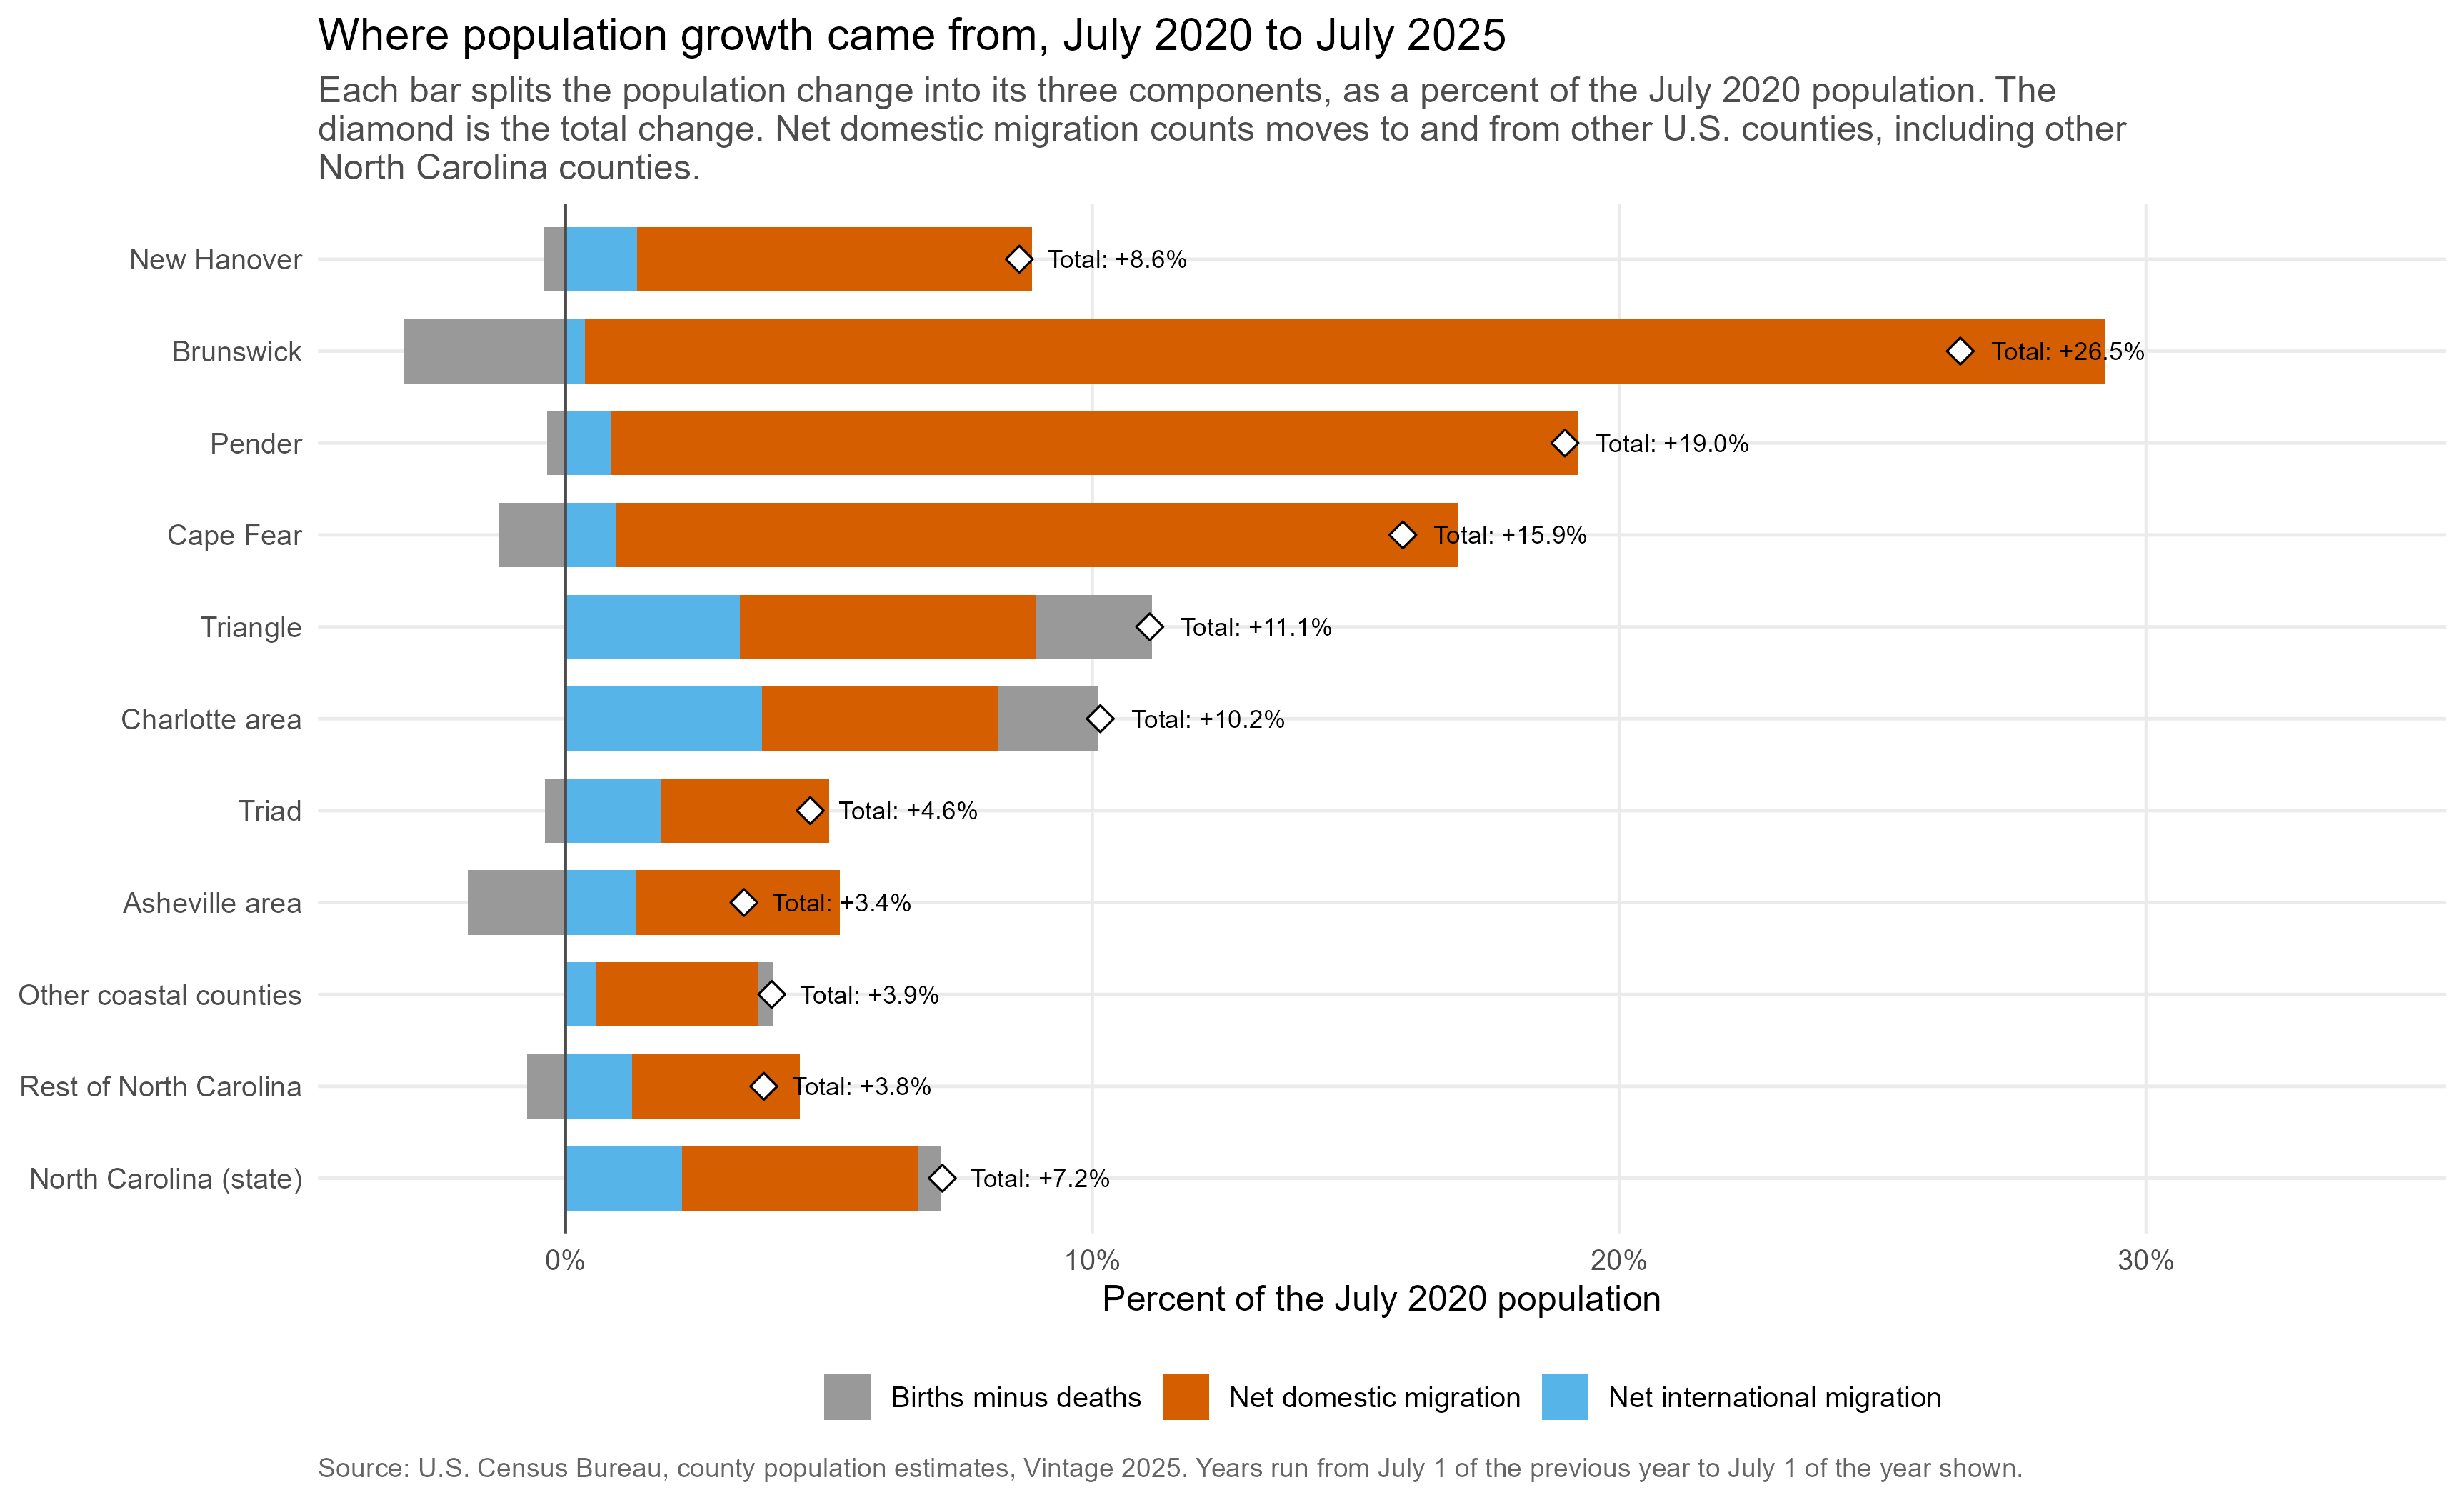 Where population growth came from, July 2020 to July 2025
Each bar splits the population change into its three components, as a percent of the July 2020 population. The
diamond is the total change. Net domestic migration counts moves to and from other U.S. counties, including other
North Carolina counties.
New Hanover
Total: +8.6%
Brunswick
Total: +26.5%
Pender
Total: +19.0%
Cape Fear
Total: +15.9%
Triangle
Total: +11.1%
Charlotte area
Total: +10.2%
Triad
Total: +4.6%
Asheville area
Total: +3.4%
Other coastal counties
Total: +3.9%
Rest of North Carolina
Total: +3.8%
North Carolina (state)
Total: +7.2%
0% 10% 20% 30%
Percent of the July 2020 population
Births minus deaths Net domestic migration Net international migration
Source: U.S. Census Bureau, county population estimates, Vintage 2025. Years run from July 1 of the previous year to July 1 of the year shown.